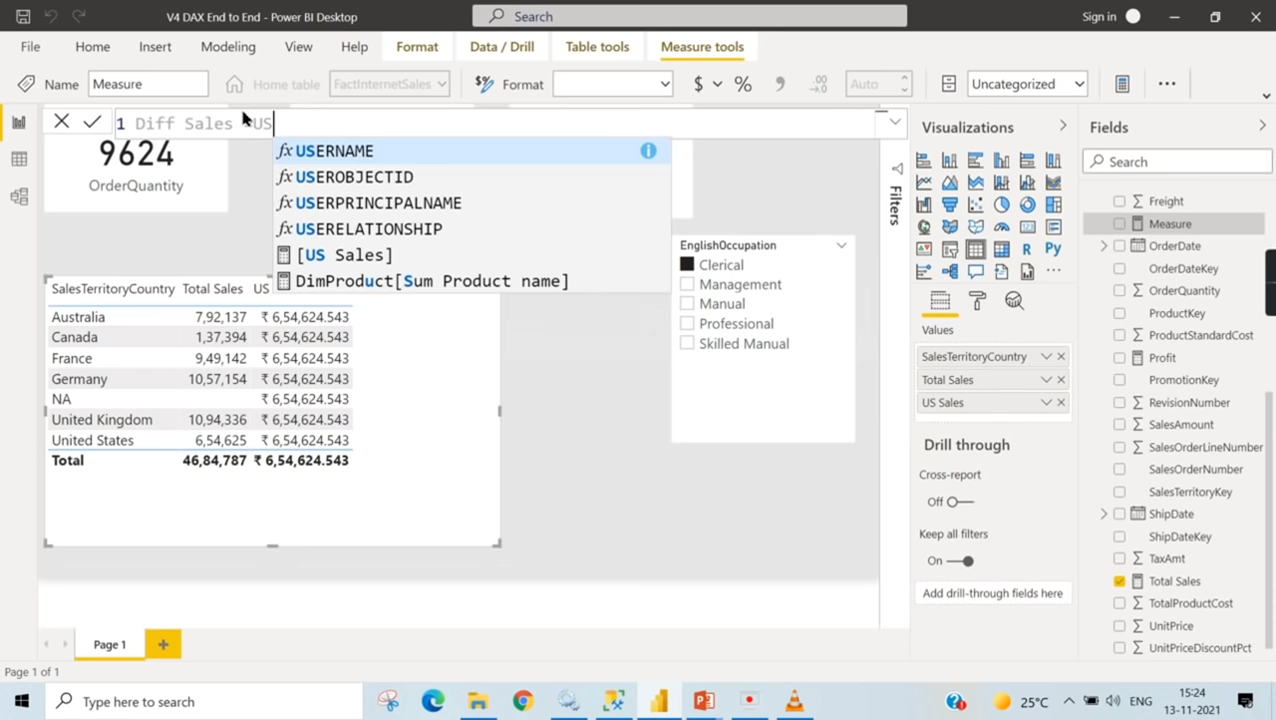 V4 DAX End to End - Power BI Desktop
Search
Sign in
File
Home
Insert
Modeling
View
Help
Format
Data / Drill
Table tools
Measure tools
Name
Measure
Home table
FactInternetSales
Format
$
%
Auto
Uncategorized
1 Diff Sales US
USERNAME
USEROBJECTID
USERPRINCIPALNAME
USERELATIONSHIP
[US Sales]
DimProduct[Sum Product name]
9624
OrderQuantity
SalesTerritoryCountry Total Sales US
Australia 7,92,137 ₹ 6,54,624.543
Canada 1,37,394 ₹ 6,54,624.543
France 9,49,142 ₹ 6,54,624.543
Germany 10,57,154 ₹ 6,54,624.543
NA ₹ 6,54,624.543
United Kingdom 10,94,336 ₹ 6,54,624.543
United States 6,54,625 ₹ 6,54,624.543
Total 46,84,787 ₹ 6,54,624.543
EnglishOccupation
Clerical
Management
Manual
Professional
Skilled Manual
Filters
Visualizations
R
Py
Values
SalesTerritoryCountry
Total Sales
US Sales
Drill through
Cross-report
Off
Keep all filters
On
Add drill-through fields here
Fields
Search
Freight
Measure
OrderDate
OrderDateKey
OrderQuantity
ProductKey
ProductStandardCost
Profit
PromotionKey
RevisionNumber
SalesAmount
SalesOrderLineNumber
SalesOrderNumber
SalesTerritoryKey
ShipDate
ShipDateKey
TaxAmt
Total Sales
TotalProductCost
UnitPrice
UnitPriceDiscountPct
Page 1
Page 1 of 1
Type here to search
25°C
ENG
15:24
13-11-2021